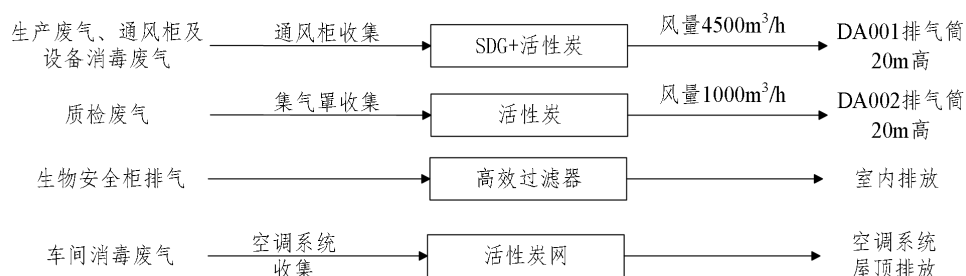 生产废气、通风柜及
设备消毒废气
通风柜收集
SDG+活性炭
风量4500m³/h
DA001排气筒
20m高
质检废气
集气罩收集
活性炭
风量1000m³/h
DA002排气筒
20m高
生物安全柜排气
高效过滤器
室内排放
车间消毒废气
空调系统
收集
活性炭网
空调系统
屋顶排放